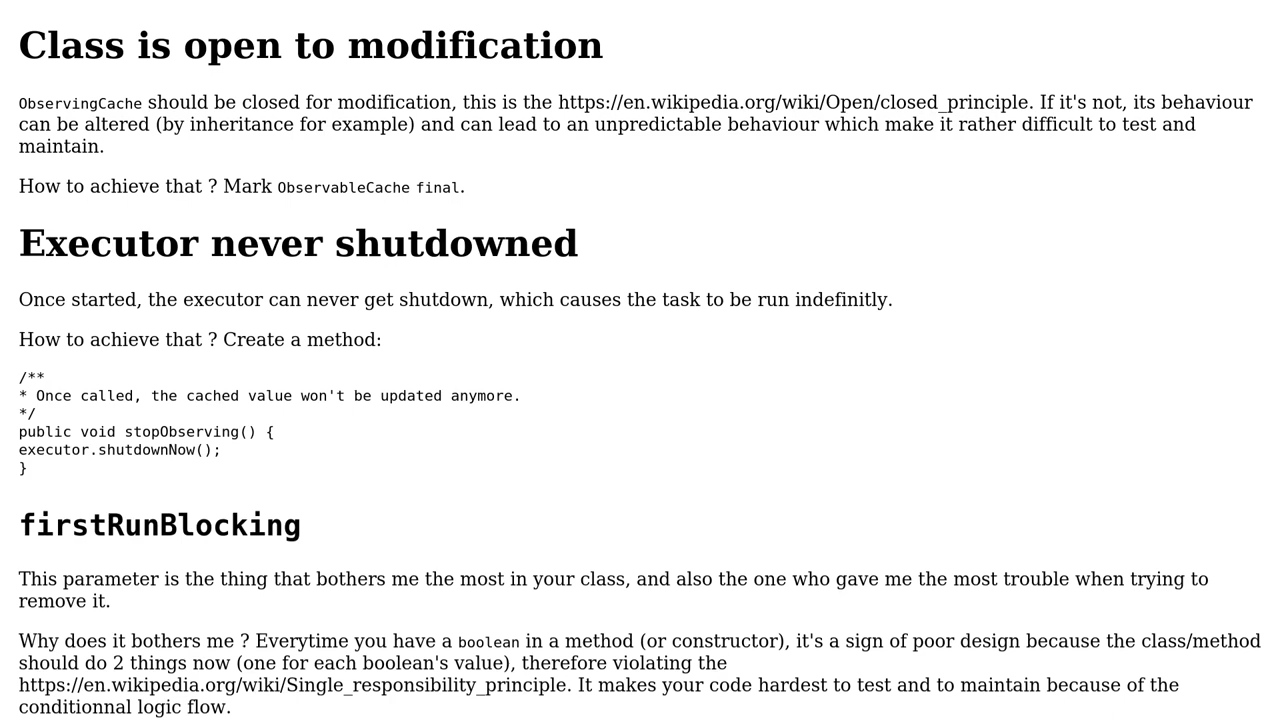 Class is open to modification
ObservingCache should be closed for modification, this is the https://en.wikipedia.org/wiki/Open/closed_principle. If it's not, its behaviour
can be altered (by inheritance for example) and can lead to an unpredictable behaviour which make it rather difficult to test and
maintain.
How to achieve that ? Mark ObservableCache final.
Executor never shutdowned
Once started, the executor can never get shutdown, which causes the task to be run indefinitly.
How to achieve that ? Create a method:
/**
* Once called, the cached value won't be updated anymore.
*/
public void stopObserving() {
executor.shutdownNow();
}
firstRunBlocking
This parameter is the thing that bothers me the most in your class, and also the one who gave me the most trouble when trying to
remove it.
Why does it bothers me ? Everytime you have a boolean in a method (or constructor), it's a sign of poor design because the class/method
should do 2 things now (one for each boolean's value), therefore violating the
https://en.wikipedia.org/wiki/Single_responsibility_principle. It makes your code hardest to test and to maintain because of the
conditionnal logic flow.